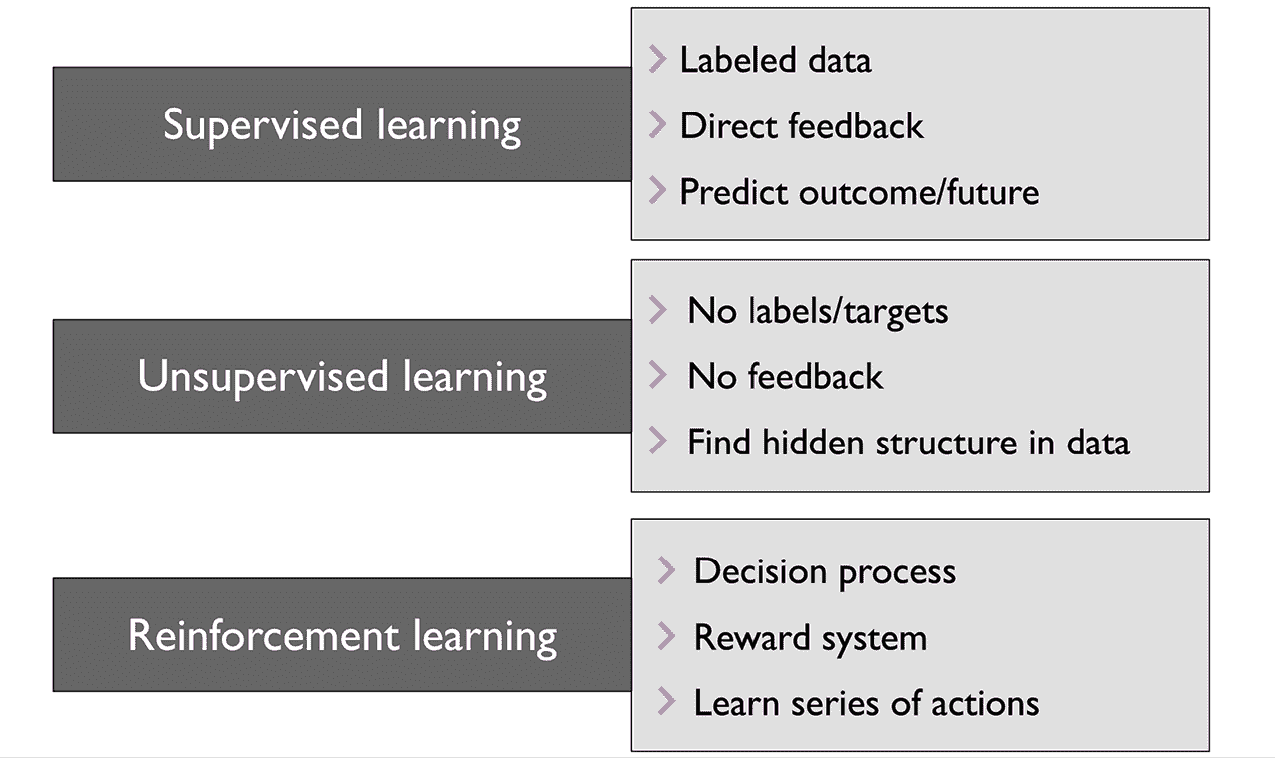 Supervised learning
Labeled data
Direct feedback
Predict outcome/future
Unsupervised learning
No labels/targets
No feedback
Find hidden structure in data
Reinforcement learning
Decision process
Reward system
Learn series of actions